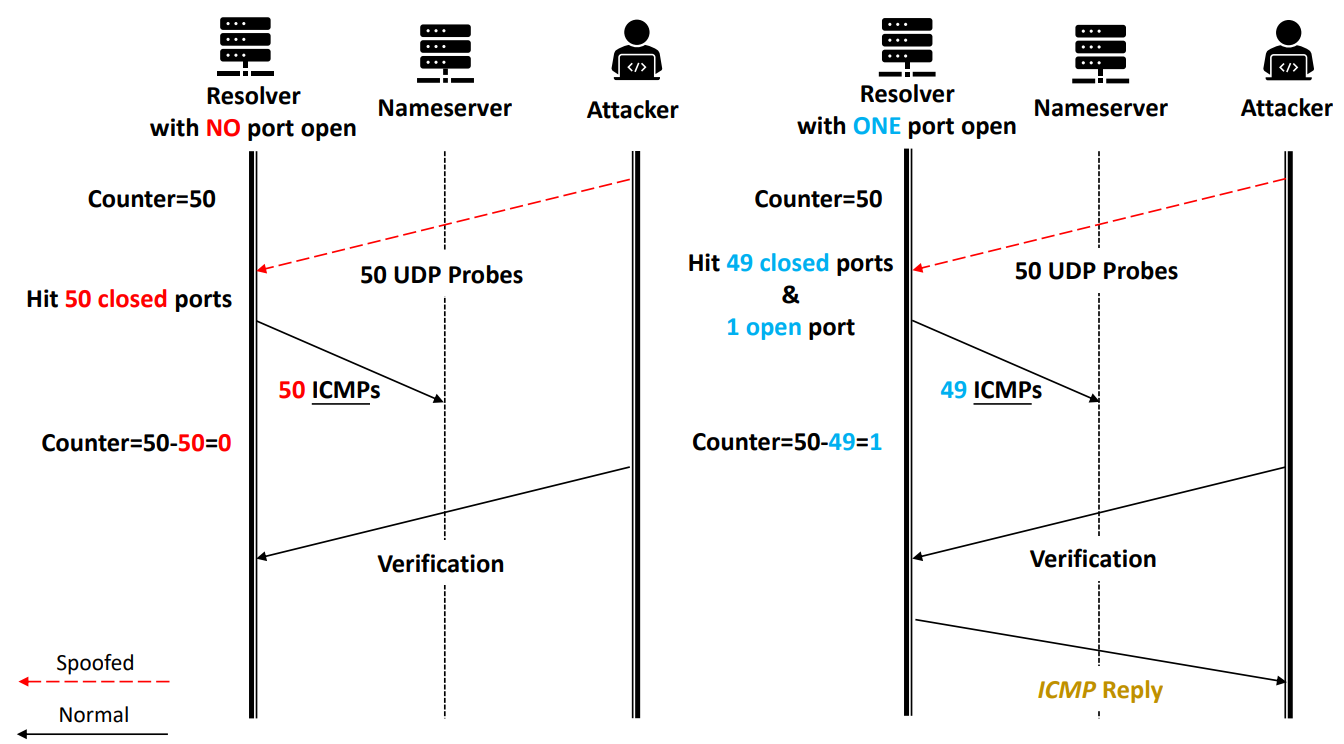 Resolver
with NO port open
Nameserver
Attacker
Counter=50
50 UDP Probes
Hit 50 closed ports
50 ICMPs
Counter=50-50=0
Verification
Spoofed
Normal
Resolver
with ONE port open
Nameserver
Attacker
Counter=50
Hit 49 closed ports
&
1 open port
50 UDP Probes
49 ICMPs
Counter=50-49=1
Verification
ICMP Reply